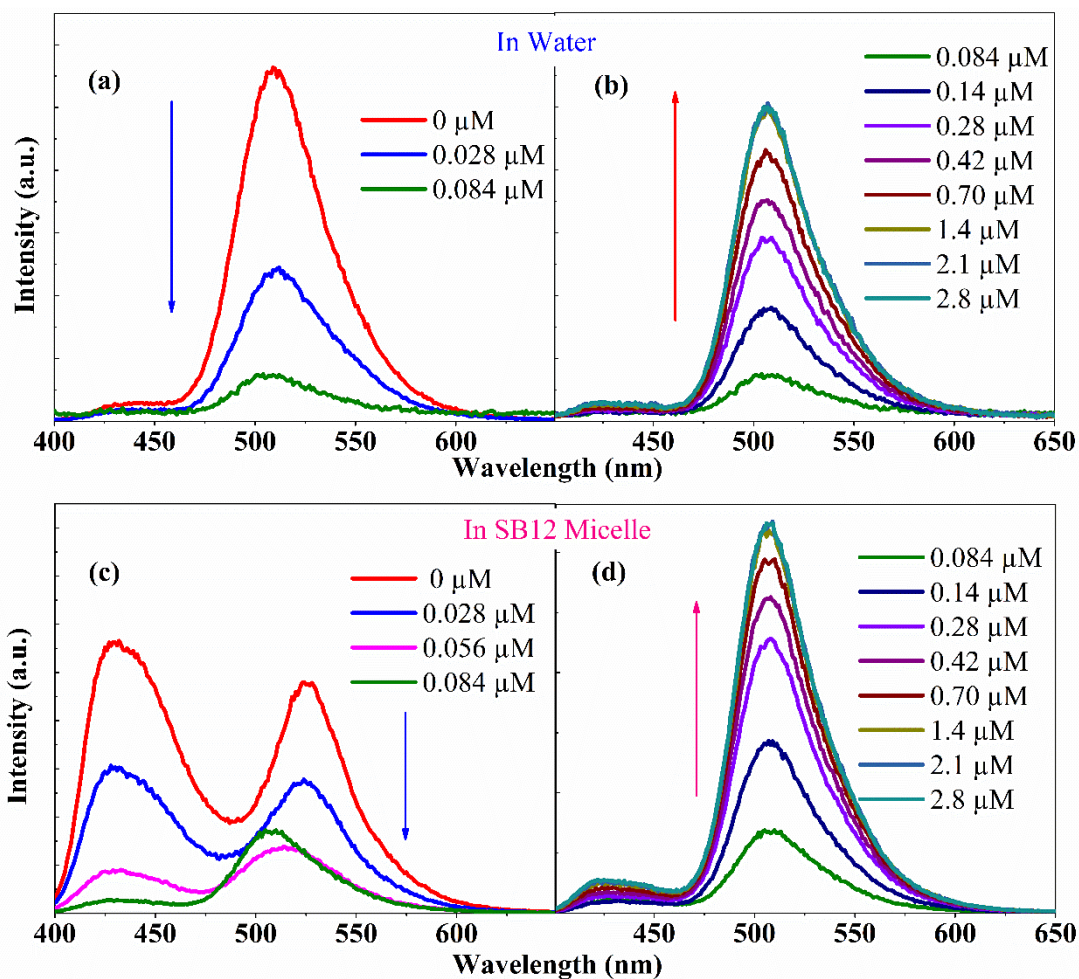 In Water
(a)
0 µM
0.028 µM
0.084 µM
(b)
0.084 µM
0.14 µM
0.28 µM
0.42 µM
0.70 µM
1.4 µM
2.1 µM
2.8 µM
Intensity (a.u.)
400 450 500 550 600 450 500 550 600 650
Wavelength (nm) Wavelength (nm)
In SB12 Micelle
(c)
0 µM
0.028 µM
0.056 µM
0.084 µM
(d)
0.084 µM
0.14 µM
0.28 µM
0.42 µM
0.70 µM
1.4 µM
2.1 µM
2.8 µM
Intensity (a.u.)
400 450 500 550 600 450 500 550 600 650
Wavelength (nm) Wavelength (nm)